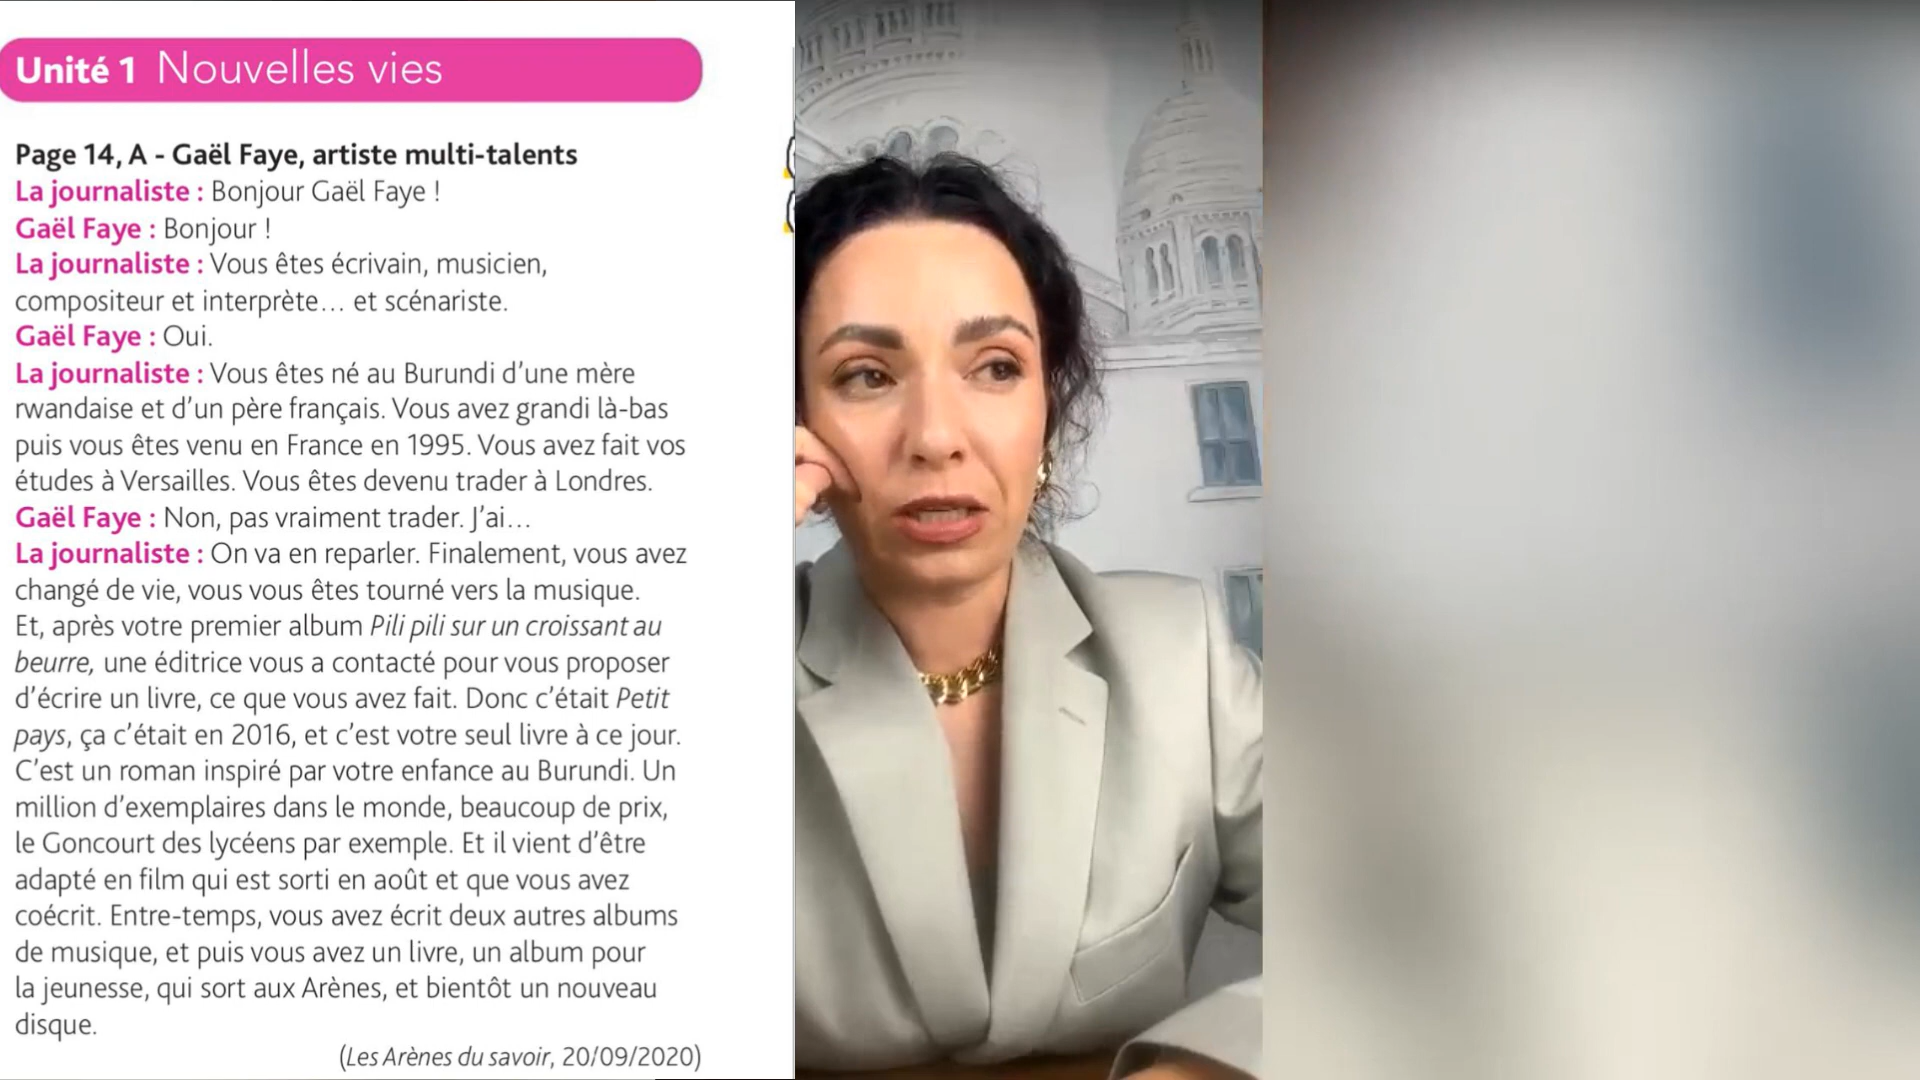 Unité 1 Nouvelles vies
Page 14, A - Gaël Faye, artiste multi-talents
La journaliste : Bonjour Gaël Faye !
Gaël Faye : Bonjour !
La journaliste : Vous êtes écrivain, musicien,
compositeur et interprète… et scénariste.
Gaël Faye : Oui.
La journaliste : Vous êtes né au Burundi d’une mère
rwandaise et d’un père français. Vous avez grandi là-bas
puis vous êtes venu en France en 1995. Vous avez fait vos
études à Versailles. Vous êtes devenu trader à Londres.
Gaël Faye : Non, pas vraiment trader. J’ai…
La journaliste : On va en reparler. Finalement, vous avez
changé de vie, vous vous êtes tourné vers la musique.
Et, après votre premier album Pili pili sur un croissant au
beurre, une éditrice vous a contacté pour vous proposer
d’écrire un livre, ce que vous avez fait. Donc c’était Petit
pays, ça c’était en 2016, et c’est votre seul livre à ce jour.
C’est un roman inspiré par votre enfance au Burundi. Un
million d’exemplaires dans le monde, beaucoup de prix,
le Goncourt des lycéens par exemple. Et il vient d’être
adapté en film qui est sorti en août et que vous avez
coécrit. Entre-temps, vous avez écrit deux autres albums
de musique, et puis vous avez un livre, un album pour
la jeunesse, qui sort aux Arènes, et bientôt un nouveau
disque.
(Les Arènes du savoir, 20/09/2020)